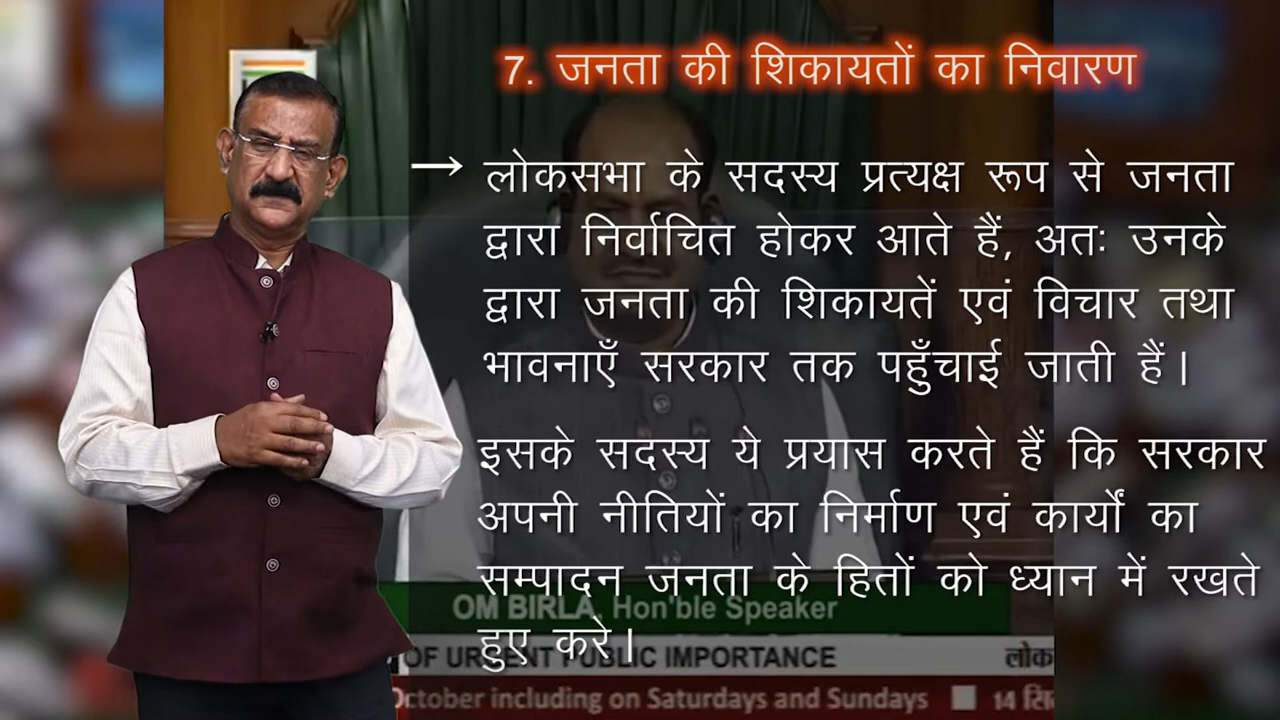 7. जनता की शिकायतों का निवारण
→ लोकसभा के सदस्य प्रत्यक्ष रूप से जनता
द्वारा निर्वाचित होकर आते हैं, अतः उनके
द्वारा जनता की शिकायतें एवं विचार तथा
भावनाएँ सरकार तक पहुँचाई जाती हैं।
इसके सदस्य ये प्रयास करते हैं कि सरकार
अपनी नीतियों का निर्माण एवं कार्यों का
सम्पादन जनता के हितों को ध्यान में रखते
हुए करे।
OM BIRLA, Hon'ble Speaker
OF URGENT PUBLIC IMPORTANCE
October including on Saturdays and Sundays 14